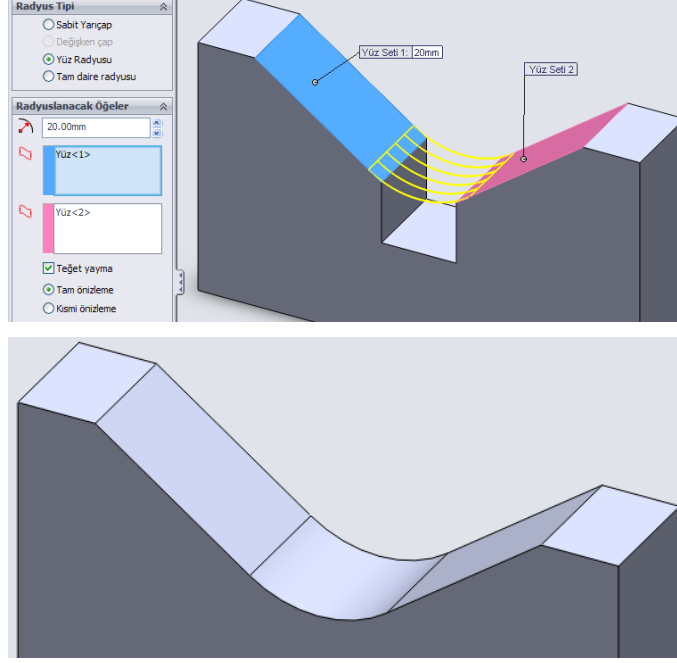 Radyus Tipi
Sabit Yarıçap
Değişken çap
Yüz Radyusu
Tam daire radyusu
Radyuslanacak Öğeler
20.00mm
Yüz<1>
Yüz<2>
Teğet yayma
Tam önizleme
Kısmi önizleme
Yüz Seti 1: 20mm
Yüz Seti 2